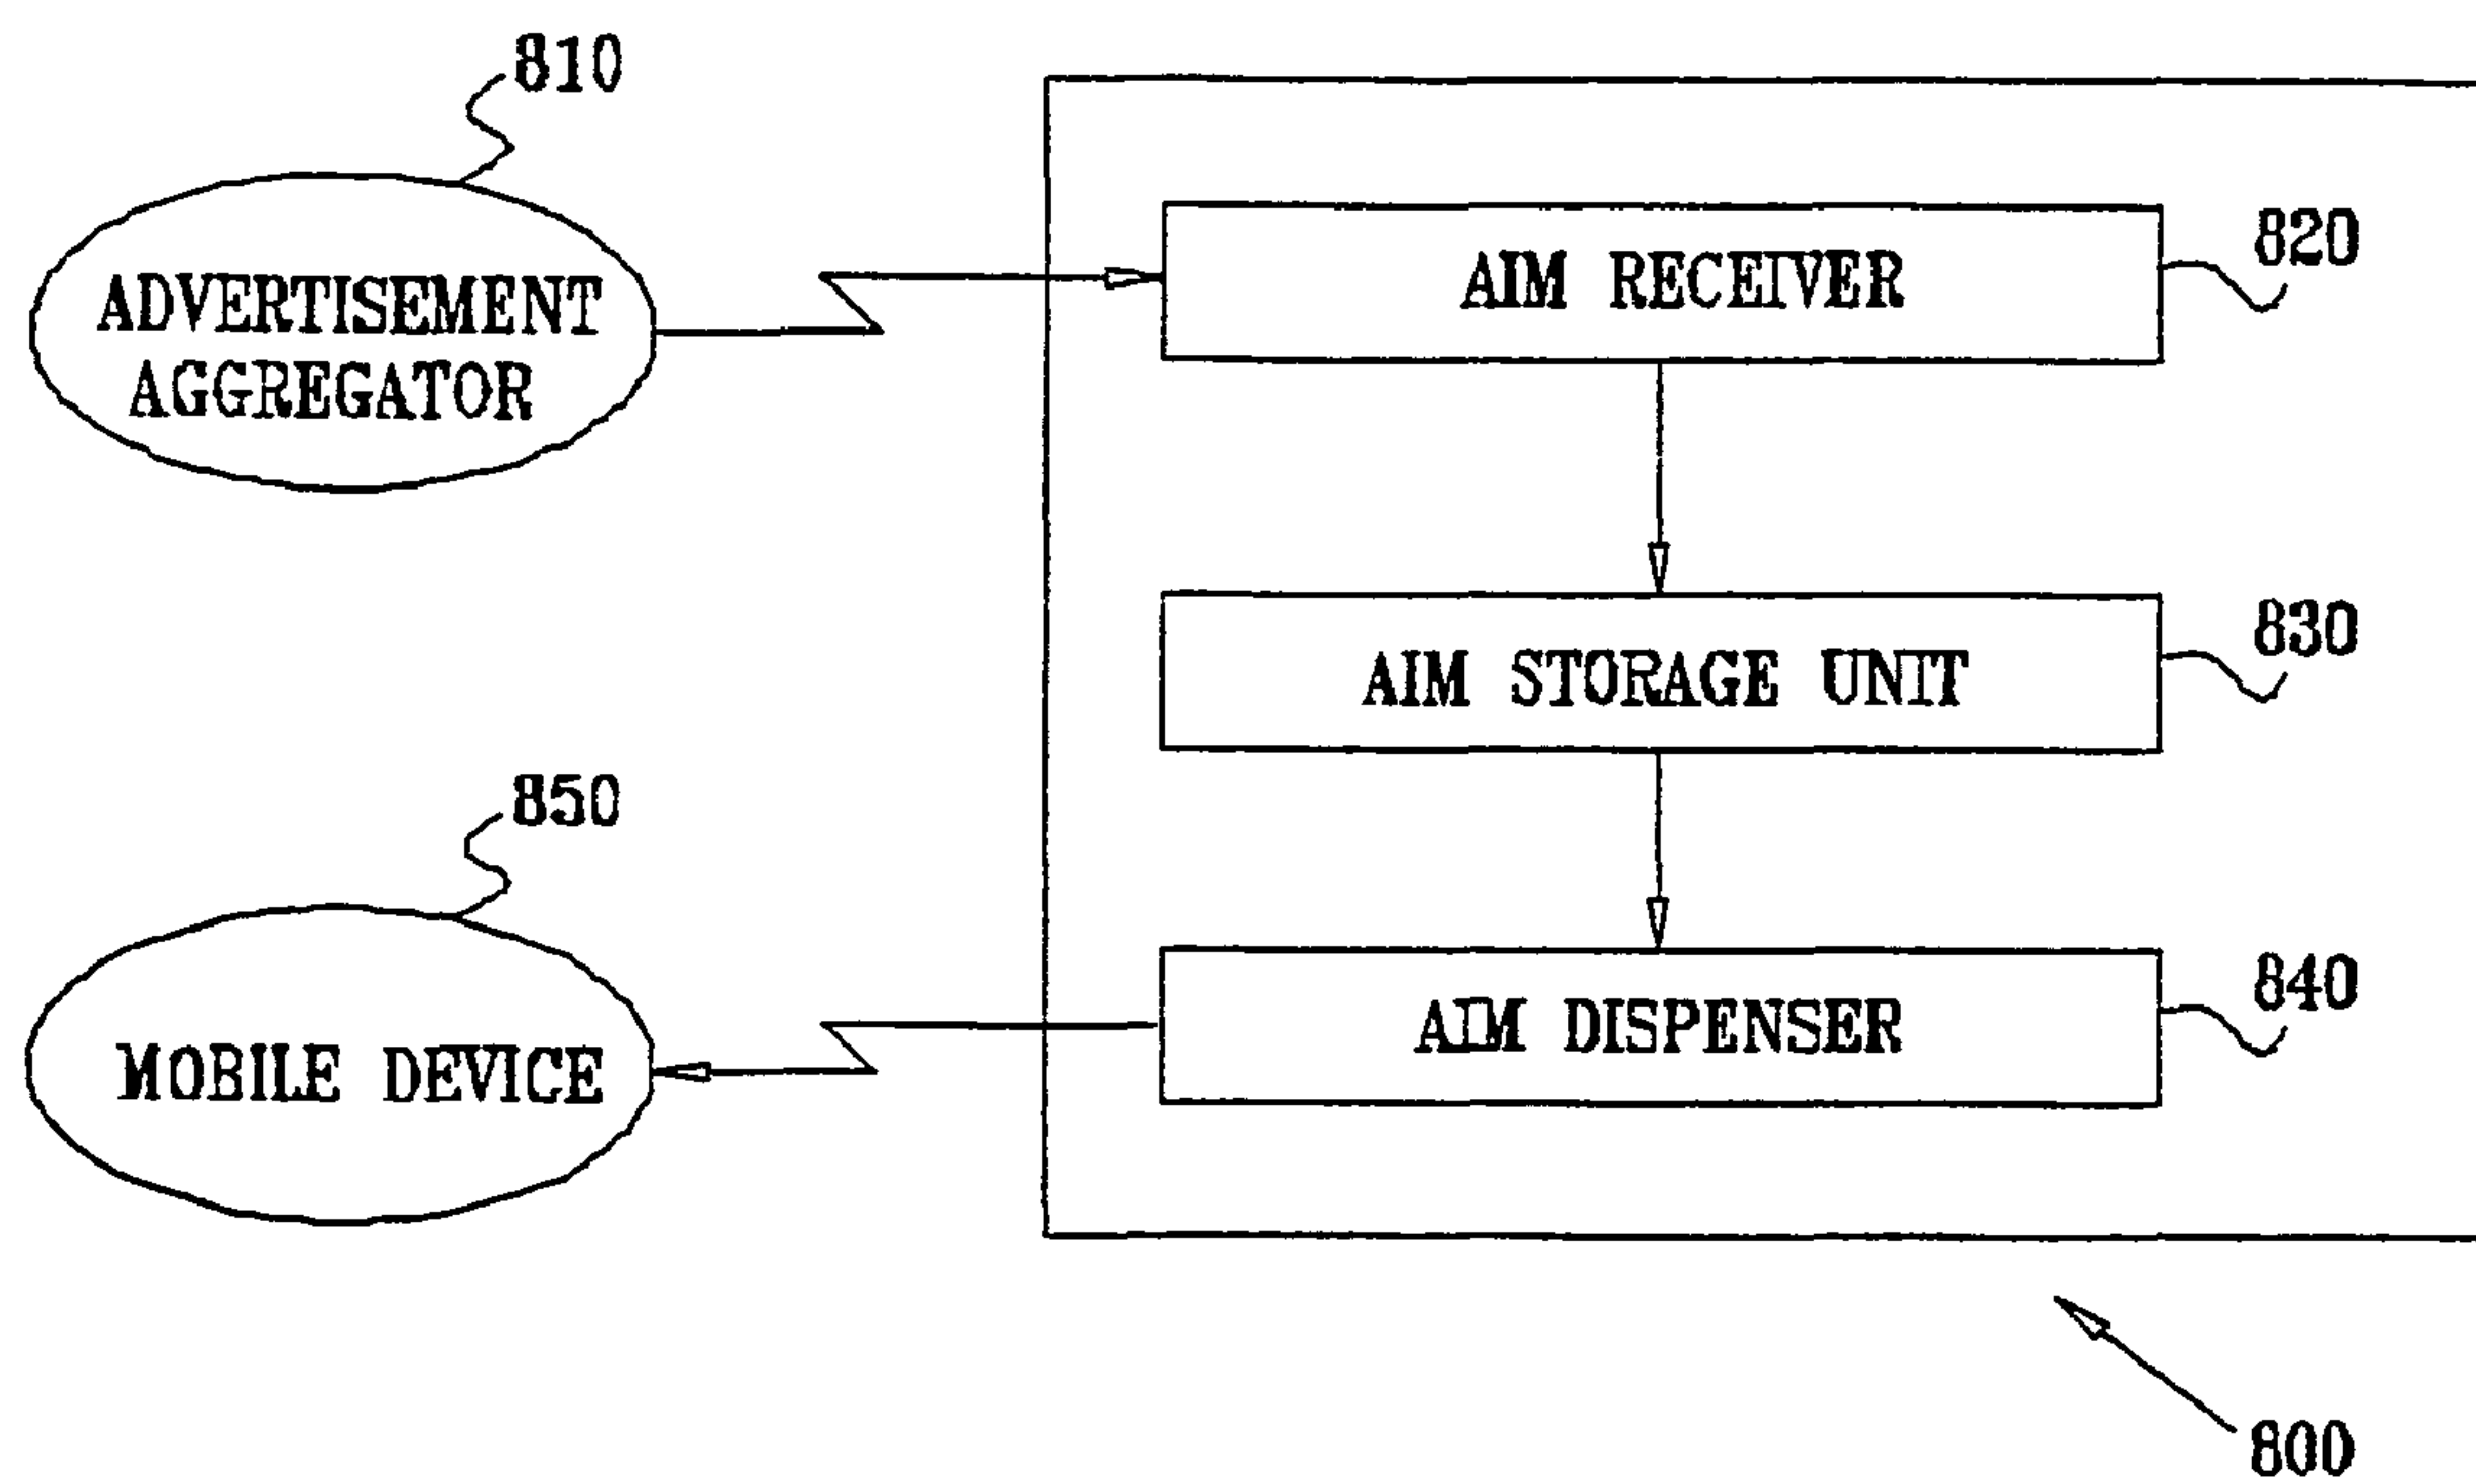 810
ADVERTISEMENT
AGGREGATOR
AIM RECEIVER
820
AIM STORAGE UNIT
830
850
MOBILE DEVICE
AIM DISPENSER
840
800